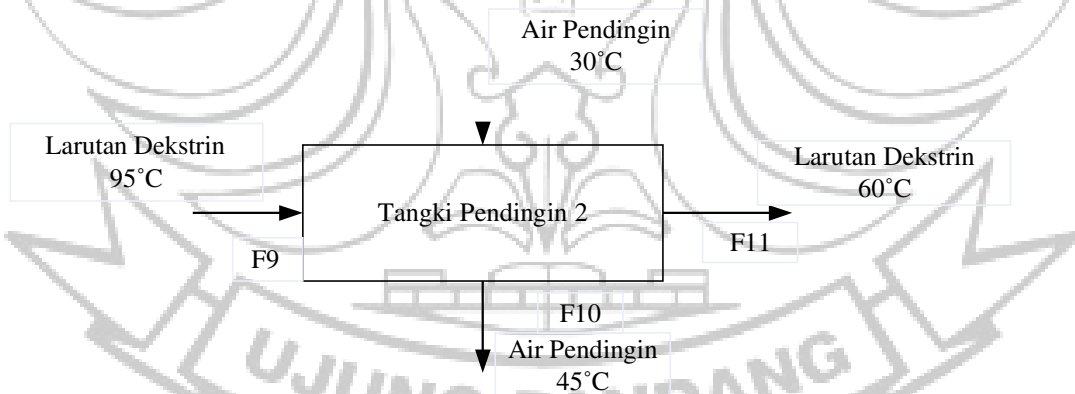 Air Pendingin
30˚C
Larutan Dekstrin
95˚C
Larutan Dekstrin
60˚C
Tangki Pendingin 2
F9
F11
F10
Air Pendingin
45˚C
UJUNG PANDANG